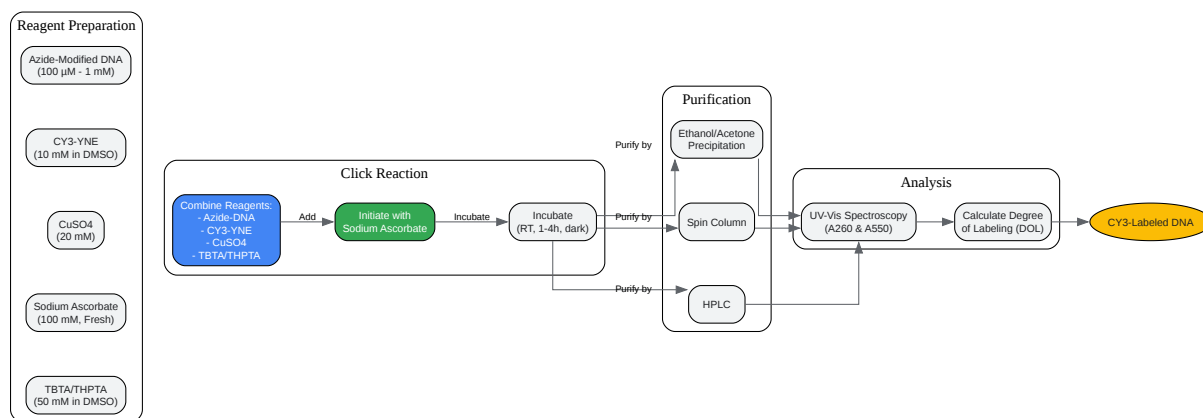 Reagent Preparation
Azide-Modified DNA
(100 µM - 1 mM)
CY3-YNE
(10 mM in DMSO)
CuSO4
(20 mM)
Sodium Ascorbate
(100 mM, Fresh)
TBTA/THPTA
(50 mM in DMSO)
Click Reaction
Combine Reagents:
- Azide-DNA
- CY3-YNE
- CuSO4
- TBTA/THPTA
Add
Initiate with
Sodium Ascorbate
Incubate
Incubate
(RT, 1-4h, dark)
Purify by
Purify by
Purify by
Purification
Ethanol/Acetone
Precipitation
Spin Column
HPLC
Analysis
UV-Vis Spectroscopy
(A260 & A550)
Calculate Degree
of Labeling (DOL)
CY3-Labeled DNA